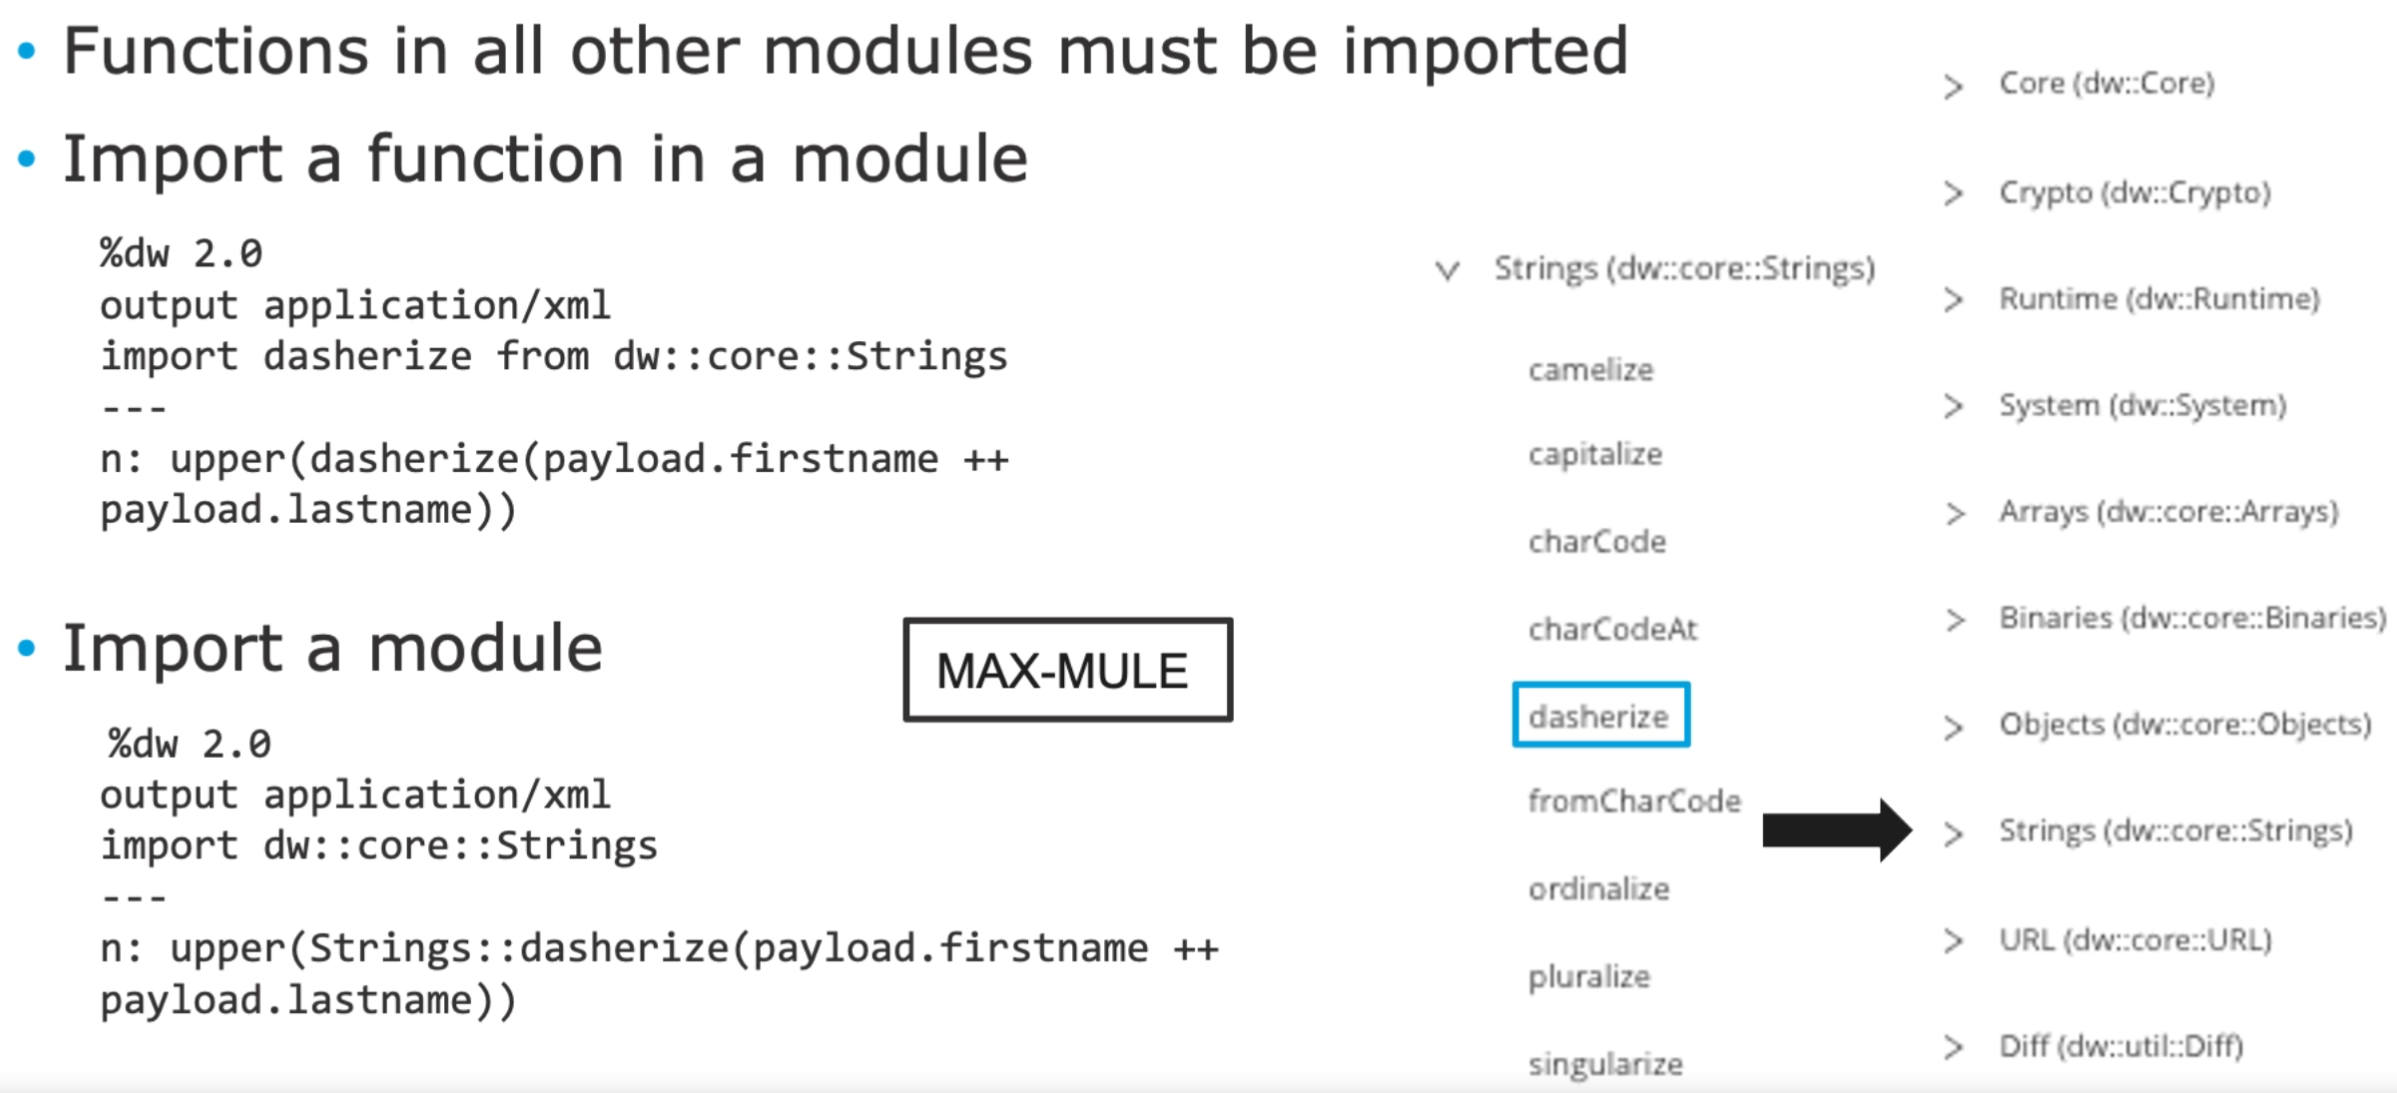 • Functions in all other modules must be imported
• Import a function in a module
%dw 2.0
output application/xml
import dasherize from dw::core::Strings
---
n: upper(dasherize(payload.firstname ++
payload.lastname))
• Import a module
%dw 2.0
output application/xml
import dw::core::Strings
---
n: upper(Strings::dasherize(payload.firstname ++
payload.lastname))
MAX-MULE
Strings (dw::core::Strings)
camelize
capitalize
charCode
charCodeAt
dasherize
fromCharCode
ordinalize
pluralize
singularize
Core (dw::Core)
Crypto (dw::Crypto)
Runtime (dw::Runtime)
System (dw::System)
Arrays (dw::core::Arrays)
Binaries (dw::core::Binaries)
Objects (dw::core::Objects)
Strings (dw::core::Strings)
URL (dw::core::URL)
Diff (dw::util::Diff)